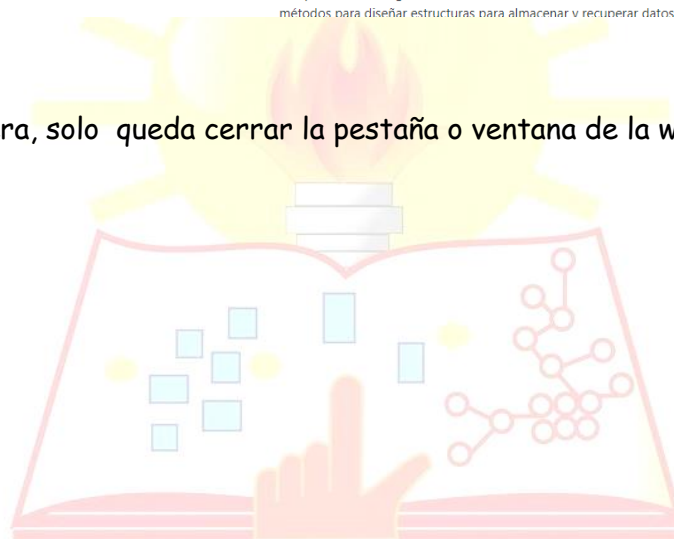 métodos para diseñar estructuras para almacenar y recuperar datos
ra, solo queda cerrar la pestaña o ventana de la w